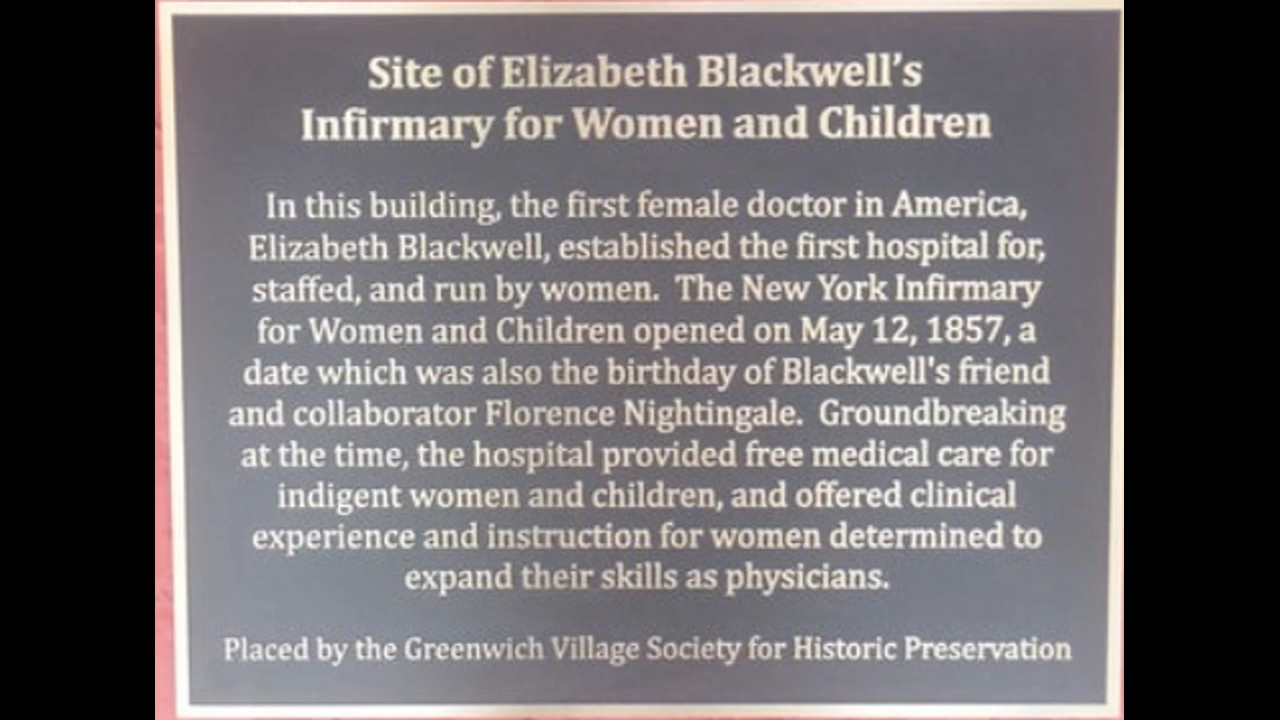 Site of Elizabeth Blackwell’s
Infirmary for Women and Children
In this building, the first female doctor in America,
Elizabeth Blackwell, established the first hospital for,
staffed, and run by women.  The New York Infirmary
for Women and Children opened on May 12, 1857, a
date which was also the birthday of Blackwell's friend
and collaborator Florence Nightingale.  Groundbreaking
at the time, the hospital provided free medical care for
indigent women and children, and offered clinical
experience and instruction for women determined to
expand their skills as physicians.
Placed by the Greenwich Village Society for Historic Preservation